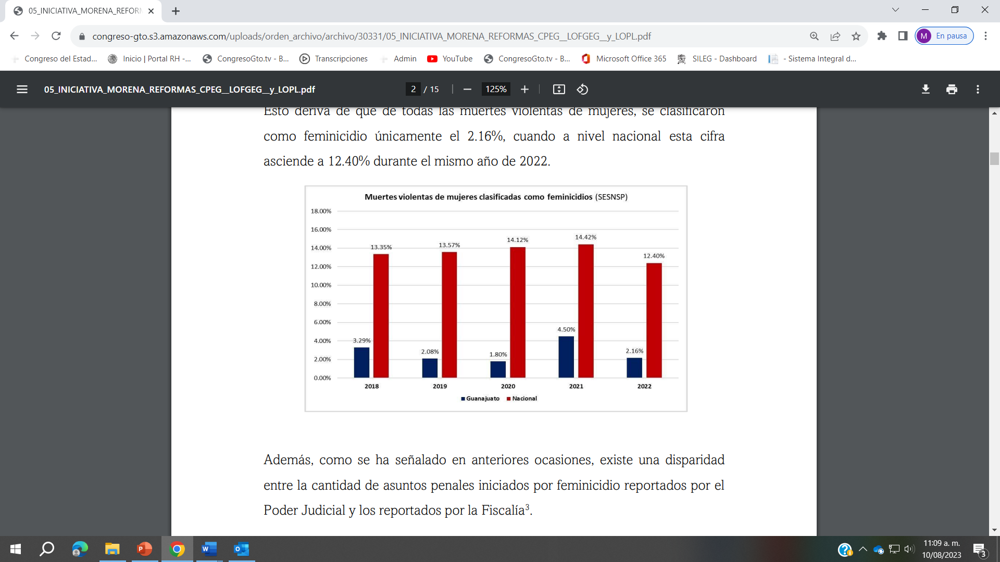 05_INICIATIVA_MORENA_REFORM
congreso-gto.s3.amazonaws.com/uploads/orden_archivo/archivo/30331/05_INICIATIVA_MORENA_REFORMAS_CPEG__LOFGEG__y_LOPL.pdf
M En pausa
Congreso del Estad... Inicio | Portal RH -... CongresoGto.tv - B... Transcripciones Admin YouTube CongresoGto.tv - B... Microsoft Office 365 SILEG - Dashboard - Sistema Integral d...
05_INICIATIVA_MORENA_REFORMAS_CPEG__LOFGEG__y_LOPL.pdf 2 / 15 125%
Esto deriva de que de todas las muertes violentas de mujeres, se clasificaron
como feminicidio únicamente el 2.16%, cuando a nivel nacional esta cifra
asciende a 12.40% durante el mismo año de 2022.
Muertes violentas de mujeres clasificadas como feminicidios (SESNSP)
18.00%
16.00%
14.00%
12.00%
10.00%
8.00%
6.00%
4.00%
2.00%
0.00%
3.29% 13.35%
2.08% 13.57%
1.80% 14.12%
4.50% 14.42%
2.16% 12.40%
2018 2019 2020 2021 2022
Guanajuato Nacional
Además, como se ha señalado en anteriores ocasiones, existe una disparidad
entre la cantidad de asuntos penales iniciados por feminicidio reportados por el
Poder Judicial y los reportados por la Fiscalía³.
11:09 a. m.
10/08/2023
3